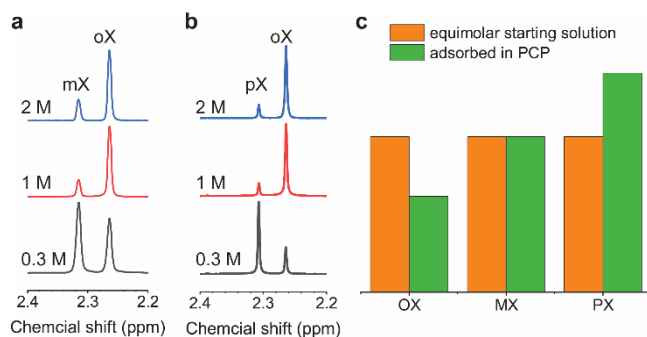 a
oX
mX
2 M
1 M
0.3 M
2.4 2.3 2.2
Chemcial shift (ppm)
b
oX
pX
2 M
1 M
0.3 M
2.4 2.3 2.2
Chemcial shift (ppm)
c
equimolar starting solution
adsorbed in PCP
OX MX PX